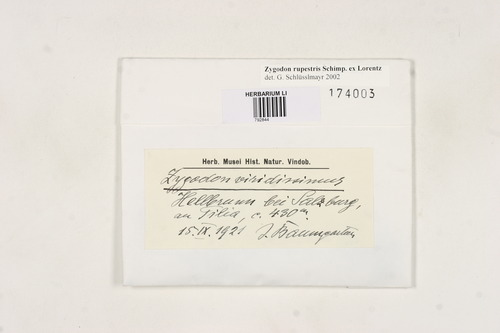 Zygodon rupestris Schimp. ex Lorentz
det. G. Schlüsslmayr 2002
HERBARIUM LI
792844
174003
Herb. Musei Hist. Natur. Vindob.
Zygodon viridissimus
Hellbrunn bei Salzburg,
an Tilia, c. 430 m.
15. IX. 1921 J. Baumgartner